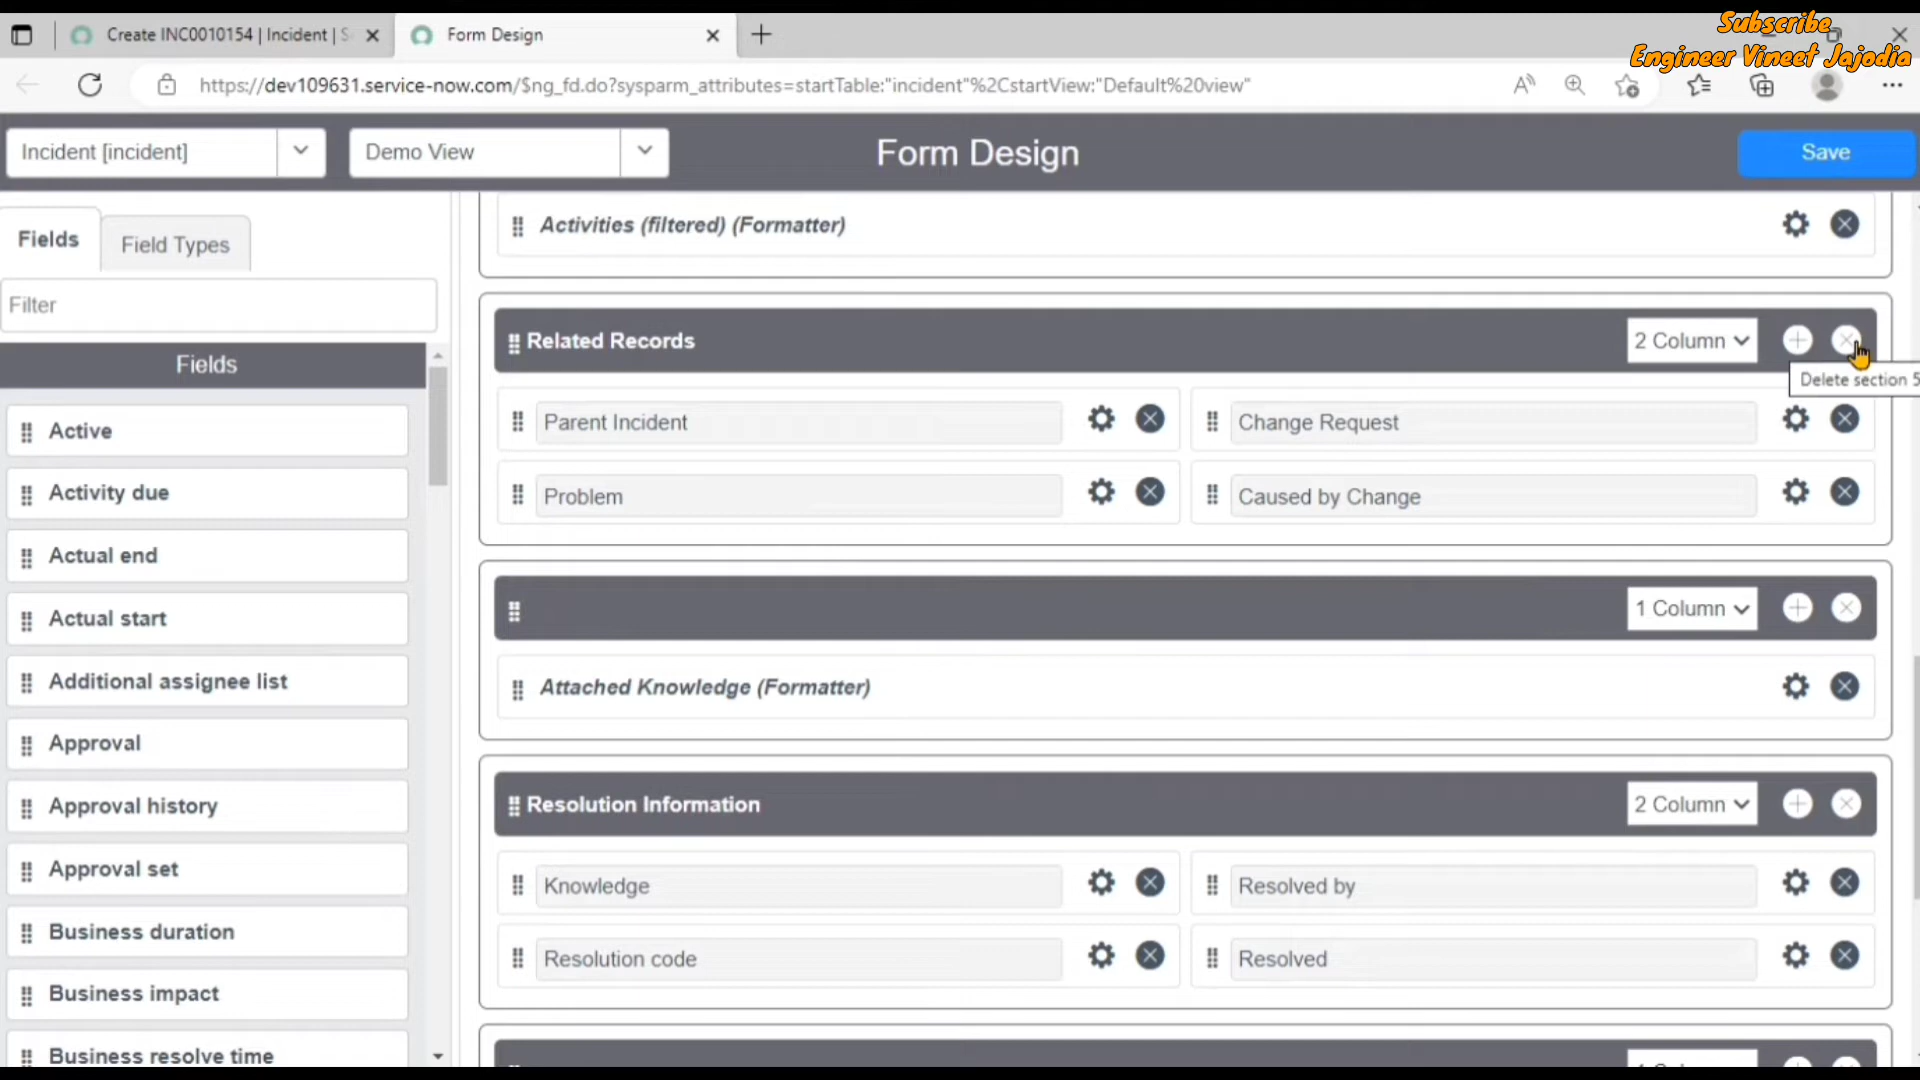 Create INC0010154 | Incident | S
Form Design
Subscribe
Engineer Vineet Jajodia
https://dev109631.service-now.com/$ng_fd.do?sysparm_attributes=startTable:"incident"%2CstartView:"Default%20view"
Incident [incident]
Demo View
Form Design
Save
Fields
Field Types
Filter
Fields
Active
Activity due
Actual end
Actual start
Additional assignee list
Approval
Approval history
Approval set
Business duration
Business impact
Business resolve time
Activities (filtered) (Formatter)
Related Records
2 Column
Delete section 5
Parent Incident
Change Request
Problem
Caused by Change
1 Column
Attached Knowledge (Formatter)
Resolution Information
2 Column
Knowledge
Resolved by
Resolution code
Resolved